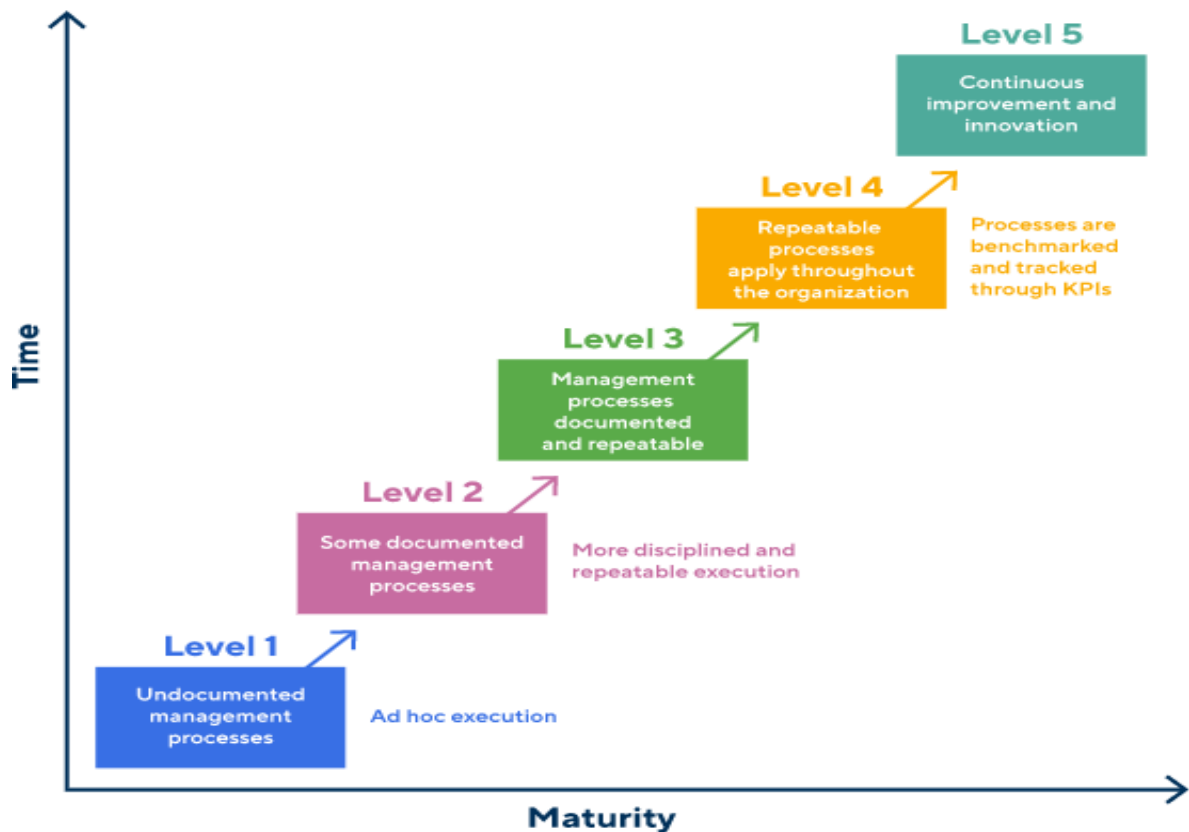 Level 5
Continuous
improvement and
innovation
Level 4
Repeatable
processes
apply throughout
the organization
Processes are
benchmarked
and tracked
through KPIs
Level 3
Management
processes
documented
and repeatable
Time
Level 2
Some documented
management
processes
More disciplined and
repeatable execution
Level 1
Undocumented
management
processes
Ad hoc execution
Maturity